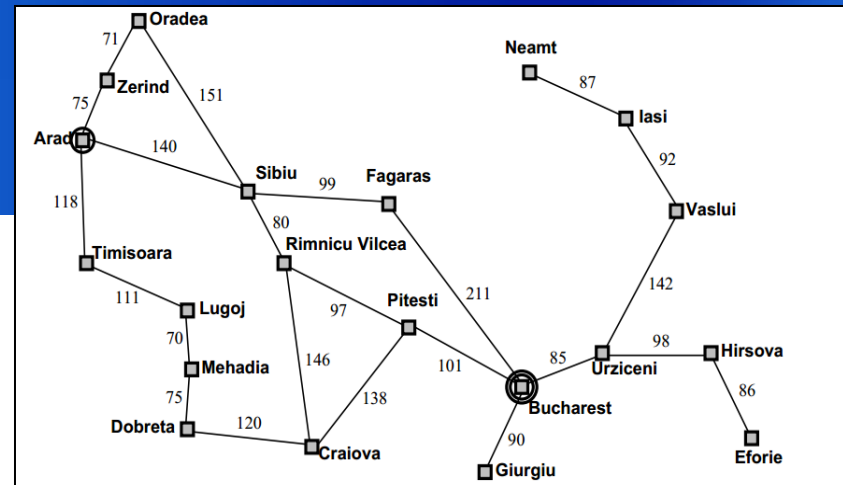 Oradea
71
Neamt
Zerind
87
75
151
Iasi
Arad
140
92
Sibiu
99
Fagaras
118
80
Vaslui
Rimnicu Vilcea
Timisoara
111
211
142
Lugoj
97
Pitesti
70
98
Hirsova
146
85
Urziceni
Mehadia
101
86
75
138
Bucharest
120
Dobreta
90
Craiova
Eforie
Giurgiu